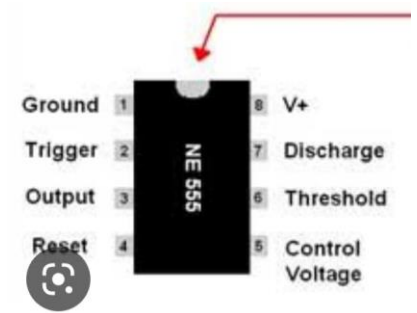 Ground 1 8 V+
Trigger 2 7 Discharge
NE 555
Output 3 6 Threshold
Reset 4 5 Control
Voltage